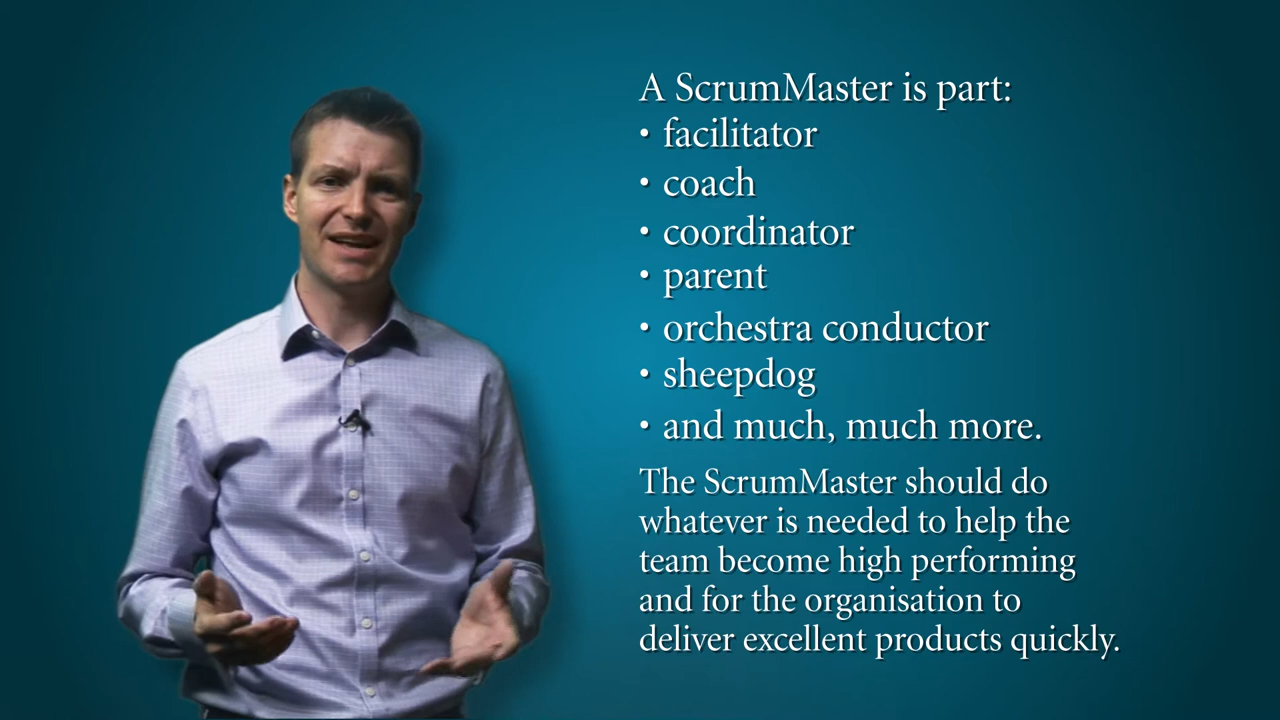 A ScrumMaster is part:
• facilitator
• coach
• coordinator
• parent
• orchestra conductor
• sheepdog
• and much, much more.
The ScrumMaster should do
whatever is needed to help the
team become high performing
and for the organisation to
deliver excellent products quickly.